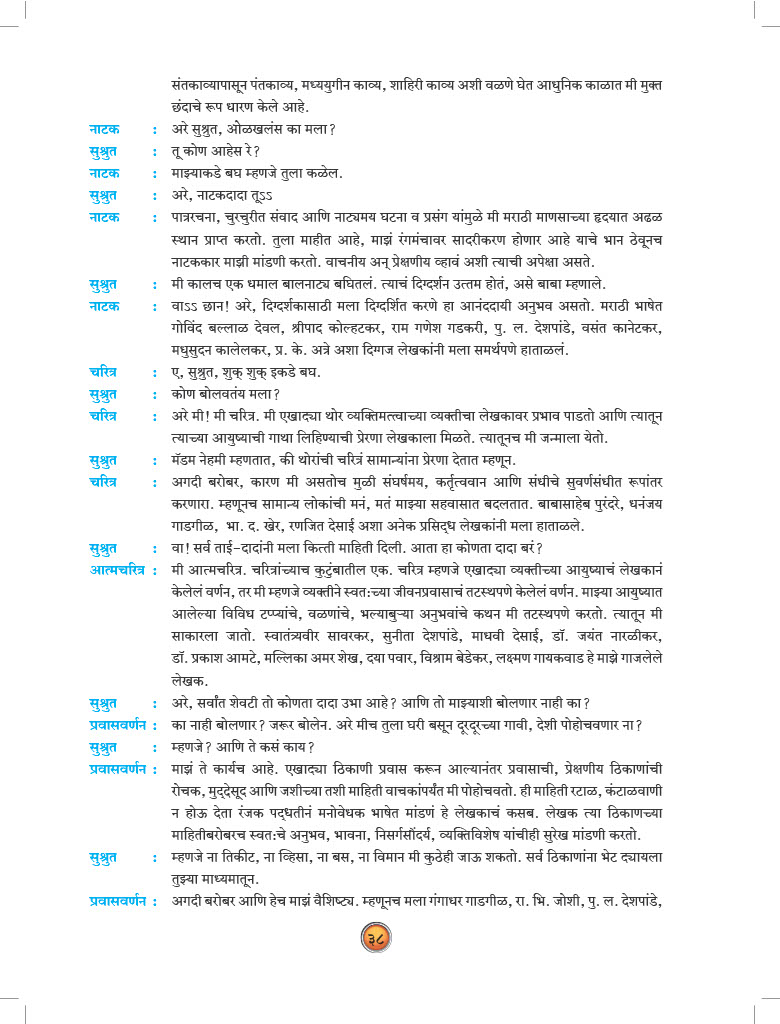 संतकाव्यापासून पंतकाव्य, मध्ययुगीन काव्य, शाहिरी काव्य अशी वळणे घेत आधुनिक काळात मी मुक्त
छंदाचे रूप धारण केले आहे.
नाटक : अरे सुश्रुत, ओळखलंस का मला?
सुश्रुत : तू कोण आहेस रे?
नाटक : माझ्याकडे बघ म्हणजे तुला कळेल.
सुश्रुत : अरे, नाटकदादा तूऽऽ
नाटक : पात्ररचना, चुरचुरीत संवाद आणि नाट्यमय घटना व प्रसंग यांमुळे मी मराठी माणसाच्या हृदयात अढळ
स्थान प्राप्त करतो. तुला माहीत आहे, माझं रंगमंचावर सादरीकरण होणार आहे याचे भान ठेवूनच
नाटककार माझी मांडणी करतो. वाचनीय अन् प्रेक्षणीय व्हावं अशी त्याची अपेक्षा असते.
सुश्रुत : मी कालच एक धमाल बालनाट्य बघितलं. त्याचं दिग्दर्शन उत्तम होतं, असे बाबा म्हणाले.
नाटक : वाऽऽ छान! अरे, दिग्दर्शकासाठी मला दिग्दर्शित करणे हा आनंददायी अनुभव असतो. मराठी भाषेत
गोविंद बल्लाळ देवल, श्रीपाद कोल्हटकर, राम गणेश गडकरी, पु. ल. देशपांडे, वसंत कानेटकर,
मधुसुदन कालेलकर, प्र. के. अत्रे अशा दिग्गज लेखकांनी मला समर्थपणे हाताळलं.
चरित्र : ए, सुश्रुत, शुक् शुक् इकडे बघ.
सुश्रुत : कोण बोलवतंय मला?
चरित्र : अरे मी! मी चरित्र. मी एखाद्या थोर व्यक्तिमत्त्वाच्या व्यक्तीचा लेखकावर प्रभाव पाडतो आणि त्यातून
त्याच्या आयुष्याची गाथा लिहिण्याची प्रेरणा लेखकाला मिळते. त्यातूनच मी जन्माला येतो.
सुश्रुत : मॅडम नेहमी म्हणतात, की थोरांची चरित्रं सामान्यांना प्रेरणा देतात म्हणून.
चरित्र : अगदी बरोबर, कारण मी असतोच मुळी संघर्षमय, कर्तृत्ववान आणि संधीचे सुवर्णसंधीत रूपांतर
करणारा. म्हणूनच सामान्य लोकांची मनं, मतं माझ्या सहवासात बदलतात. बाबासाहेब पुरंदरे, धनंजय
गाडगीळ, भा. द. खेर, रणजित देसाई अशा अनेक प्रसिद्ध लेखकांनी मला हाताळले.
सुश्रुत : वा! सर्व ताई-दादांनी मला कित्ती माहिती दिली. आता हा कोणता दादा बरं?
आत्मचरित्र : मी आत्मचरित्र. चरित्रांच्याच कुटुंबातील एक. चरित्र म्हणजे एखाद्या व्यक्तीच्या आयुष्याचं लेखकानं
केलेलं वर्णन, तर मी म्हणजे व्यक्तीने स्वत:च्या जीवनप्रवासाचं तटस्थपणे केलेलं वर्णन. माझ्या आयुष्यात
आलेल्या विविध टप्प्यांचे, वळणांचे, भल्याबुऱ्या अनुभवांचे कथन मी तटस्थपणे करतो. त्यातून मी
साकारला जातो. स्वातंत्र्यवीर सावरकर, सुनीता देशपांडे, माधवी देसाई, डॉ. जयंत नारळीकर,
डॉ. प्रकाश आमटे, मल्लिका अमर शेख, दया पवार, विश्राम बेडेकर, लक्ष्मण गायकवाड हे माझे गाजलेले
लेखक.
सुश्रुत : अरे, सर्वांत शेवटी तो कोणता दादा उभा आहे? आणि तो माझ्याशी बोलणार नाही का?
प्रवासवर्णन : का नाही बोलणार? जरूर बोलेन. अरे मीच तुला घरी बसून दूरदूरच्या गावी, देशी पोहोचवणार ना?
सुश्रुत : म्हणजे? आणि ते कसं काय?
प्रवासवर्णन : माझं ते कार्यच आहे. एखाद्या ठिकाणी प्रवास करून आल्यानंतर प्रवासाची, प्रेक्षणीय ठिकाणांची
रोचक, मुद्देसूद आणि जशीच्या तशी माहिती वाचकांपर्यंत मी पोहोचवतो. ही माहिती रटाळ, कंटाळवाणी
न होऊ देता रंजक पद्धतीनं मनोवेधक भाषेत मांडणं हे लेखकाचं कसब. लेखक त्या ठिकाणच्या
माहितीबरोबरच स्वत:चे अनुभव, भावना, निसर्गसौंदर्य, व्यक्तिविशेष यांचीही सुरेख मांडणी करतो.
सुश्रुत : म्हणजे ना तिकीट, ना व्हिसा, ना बस, ना विमान मी कुठेही जाऊ शकतो. सर्व ठिकाणांना भेट द्यायला
तुझ्या माध्यमातून.
प्रवासवर्णन : अगदी बरोबर आणि हेच माझं वैशिष्ट्य. म्हणूनच मला गंगाधर गाडगीळ, रा. भि. जोशी, पु. ल. देशपांडे,
३८